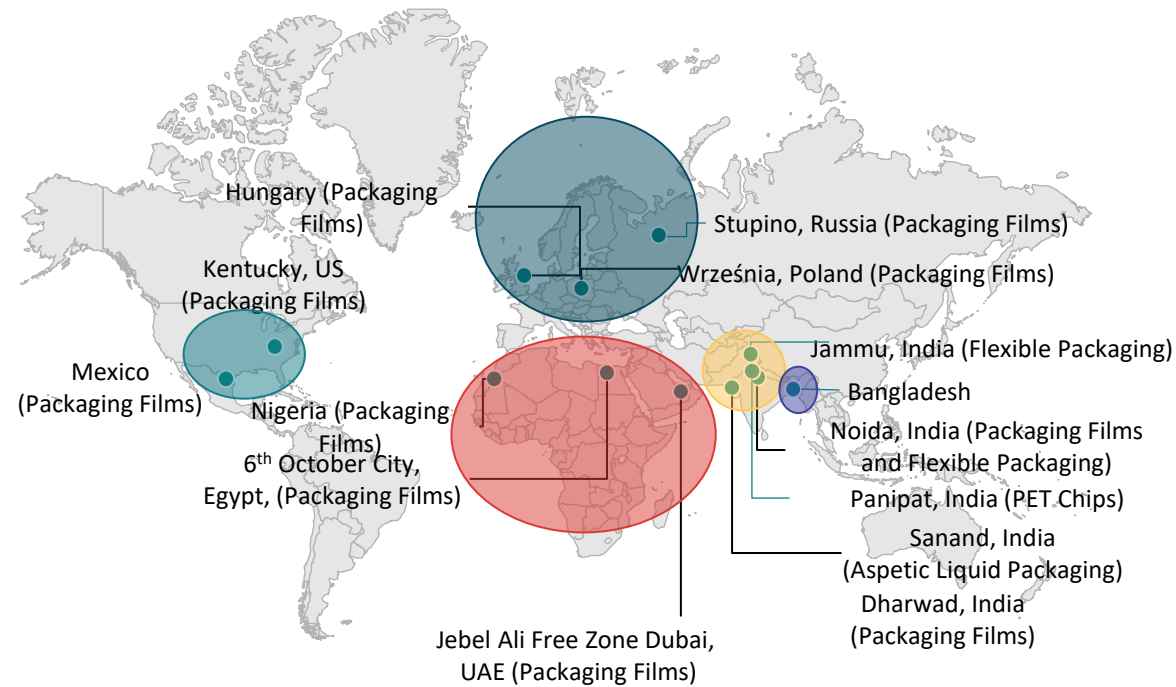 Hungary (Packaging
Films)
Kentucky, US
(Packaging Films)
Mexico
(Packaging Films)
Nigeria (Packaging
Films)
6th October City,
Egypt, (Packaging Films)
Jebel Ali Free Zone Dubai,
UAE (Packaging Films)
Stupino, Russia (Packaging Films)
Września, Poland (Packaging Films)
Jammu, India (Flexible Packaging)
Bangladesh
Noida, India (Packaging Films
and Flexible Packaging)
Panipat, India (PET Chips)
Sanand, India
(Aspetic Liquid Packaging)
Dharwad, India
(Packaging Films)